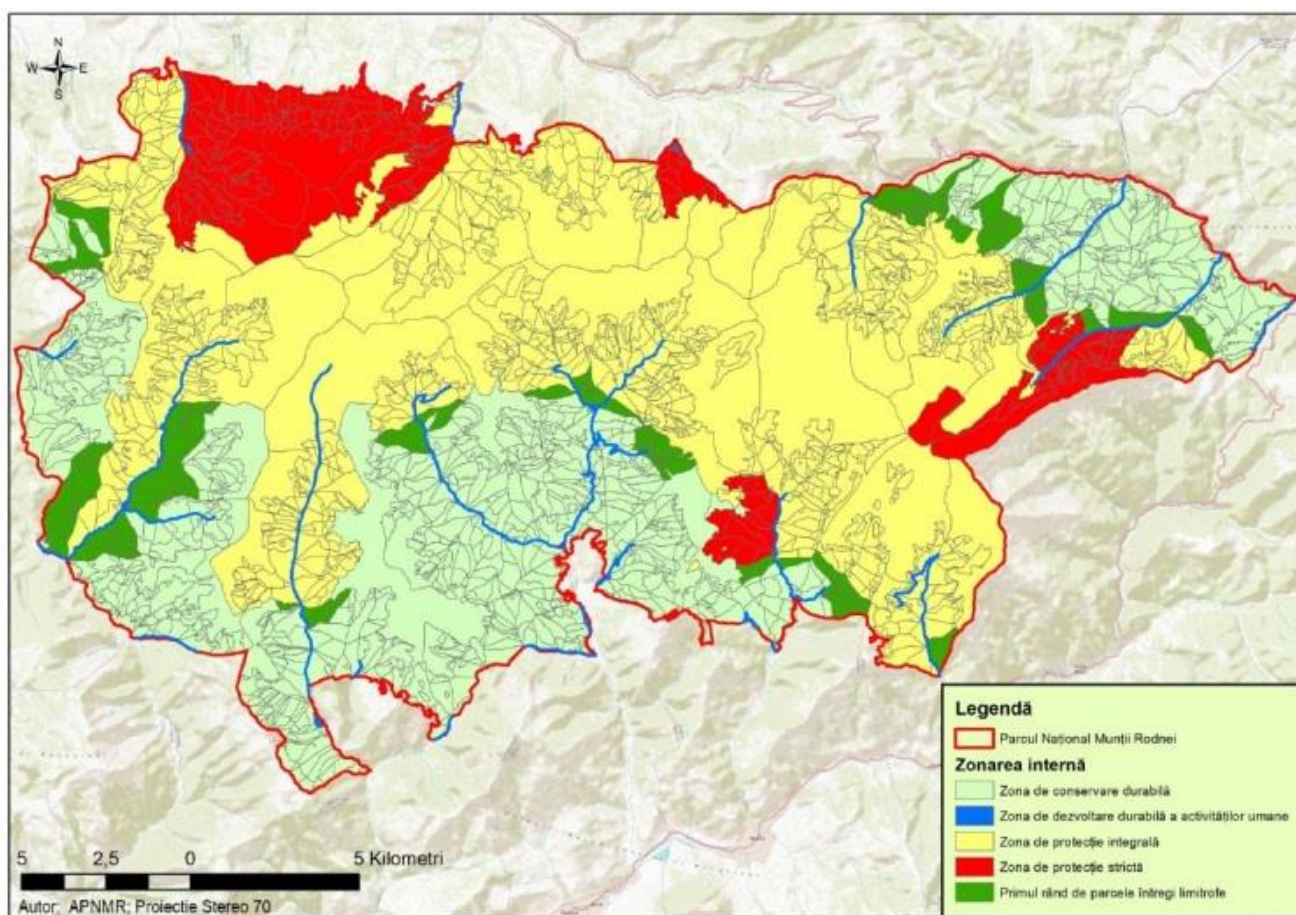 N
W E
S
Legendă
Parcul Național Munții Rodnei
Zonarea internă
Zona de conservare durabilă
Zona de dezvoltare durabilă a activităților umane
Zona de protecție integrală
Zona de protecție strictă
Primul rând de parcele întregi limitrofe
5 2,5 0 5 Kilometri
Autor: APNMR; Proiectie Stereo 70